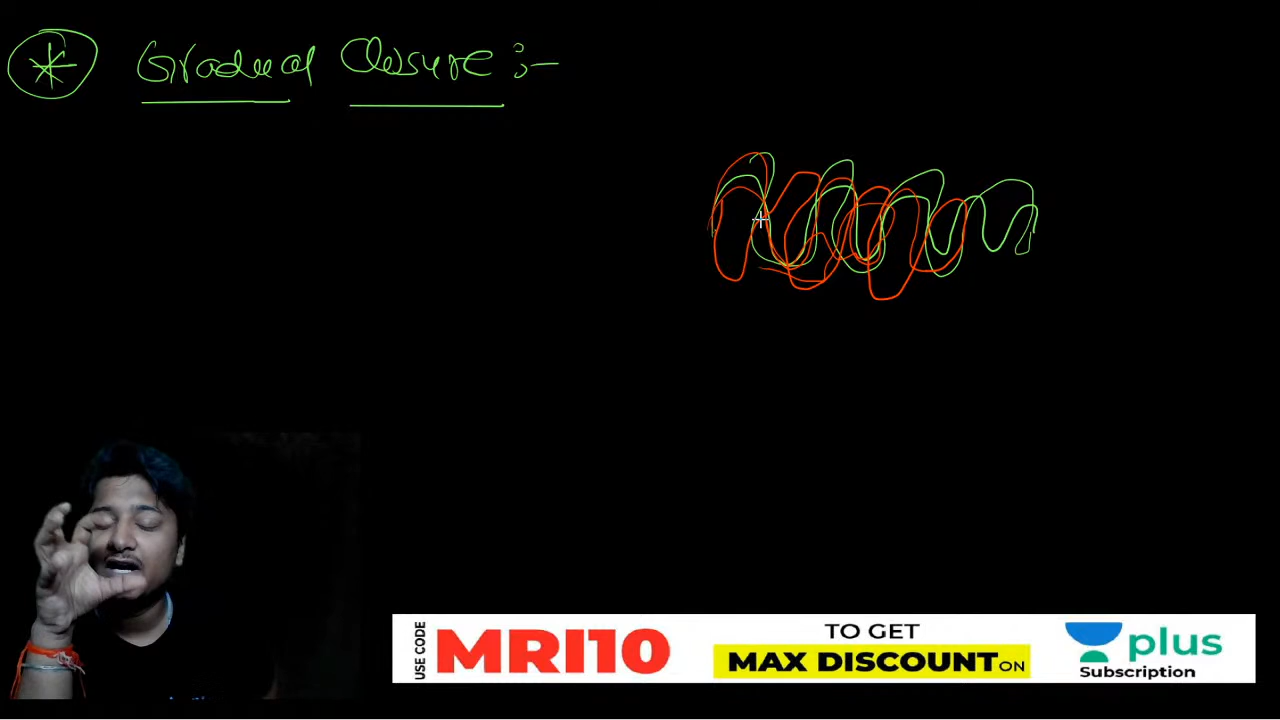 Gradual Closure :-
USE CODE
MRI10
TO GET
MAX DISCOUNT ON
plus
Subscription